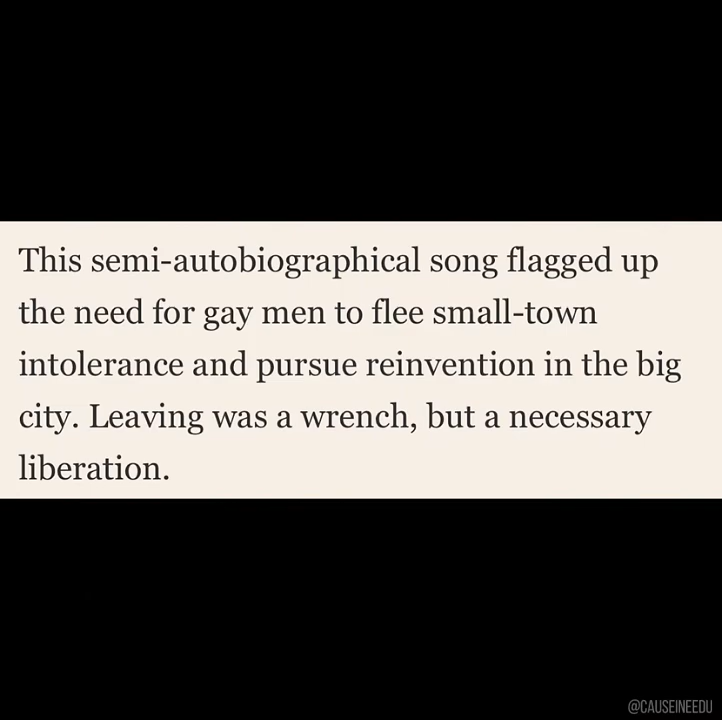 This semi-autobiographical song flagged up
the need for gay men to flee small-town
intolerance and pursue reinvention in the big
city. Leaving was a wrench, but a necessary
liberation.
@CAUSEINEEDU